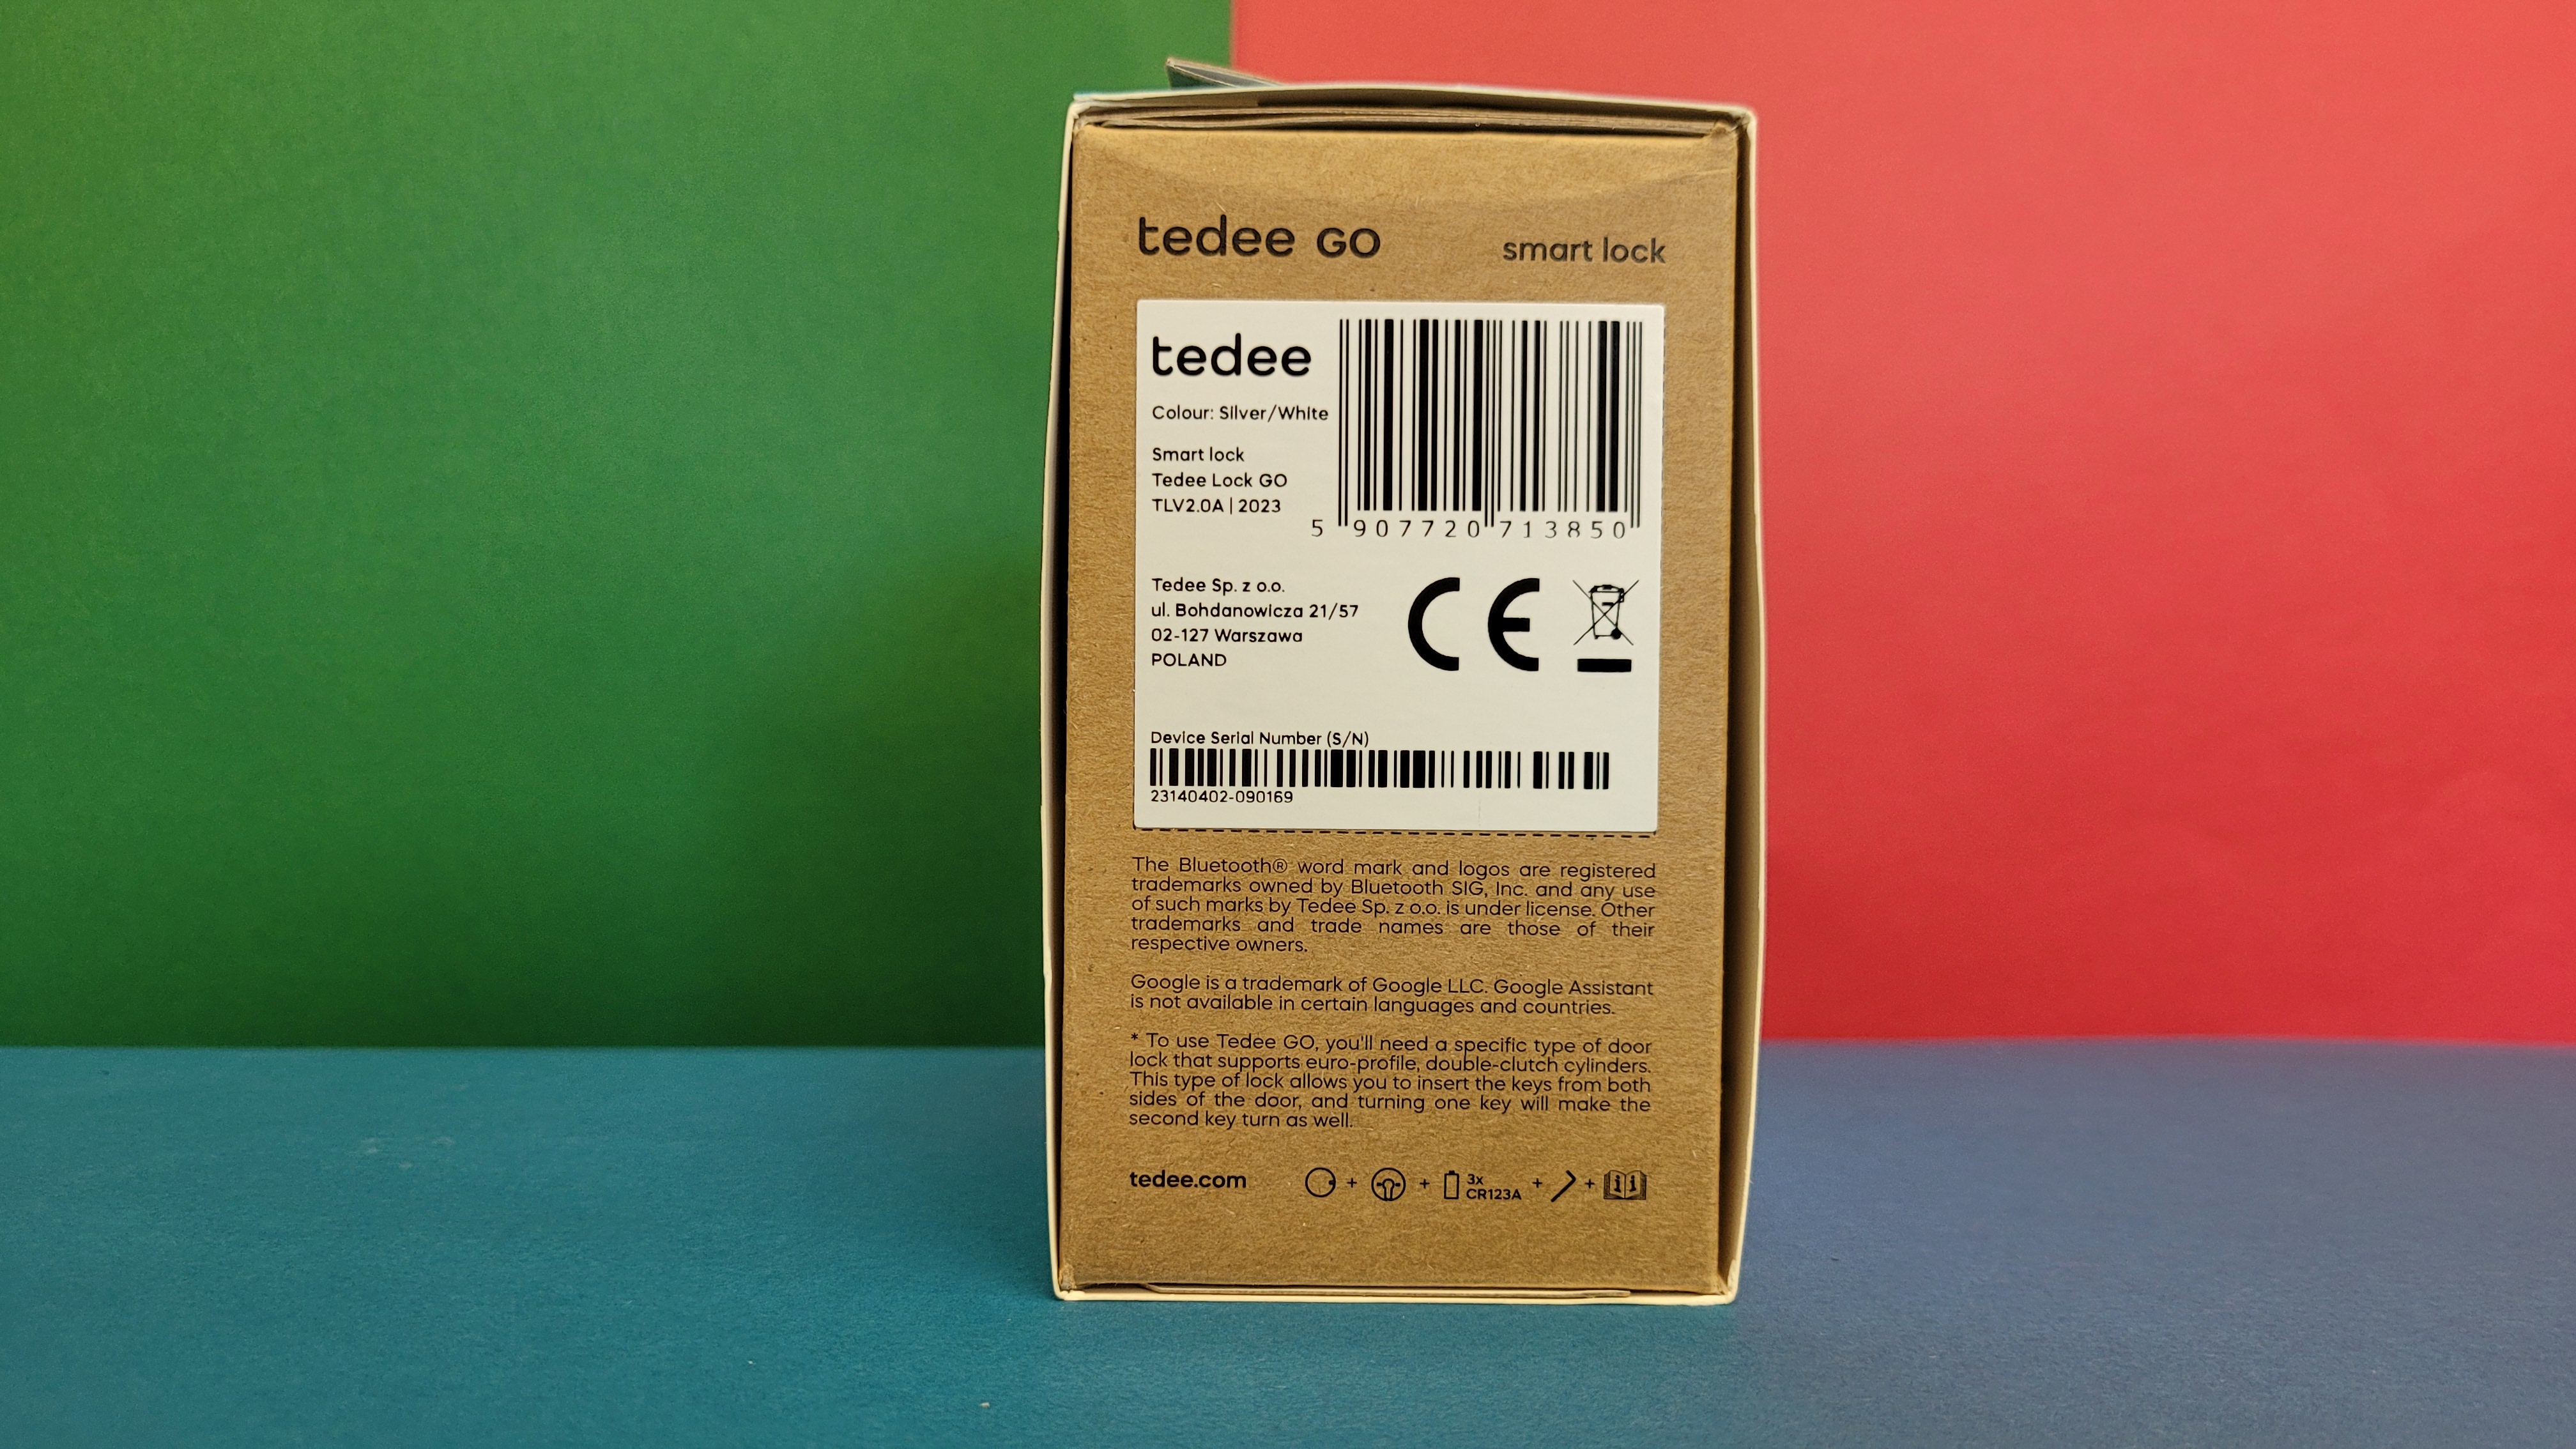 tedee GO smart lock
tedee
Colour: Silver/White
Smart lock
Tedee Lock GO
TLV2.0A | 2023
5 907720 713850
Tedee Sp. z o.o.
ul. Bohdanowicza 21/57
02-127 Warszawa
POLAND
CE
Device Serial Number (S/N)
23140402-090169
The Bluetooth® word mark and logos are registered
trademarks owned by Bluetooth SIG, Inc. and any use
of such marks by Tedee Sp. z o.o. is under license. Other
trademarks and trade names are those of their
respective owners.
Google is a trademark of Google LLC. Google Assistant
is not available in certain languages and countries.
* To use Tedee GO, you'll need a specific type of door
lock that supports euro-profile, double-clutch cylinders.
This type of lock allows you to insert the keys from both
sides of the door, and turning one key will make the
second key turn as well.
tedee.com + + 3x CR123A + +